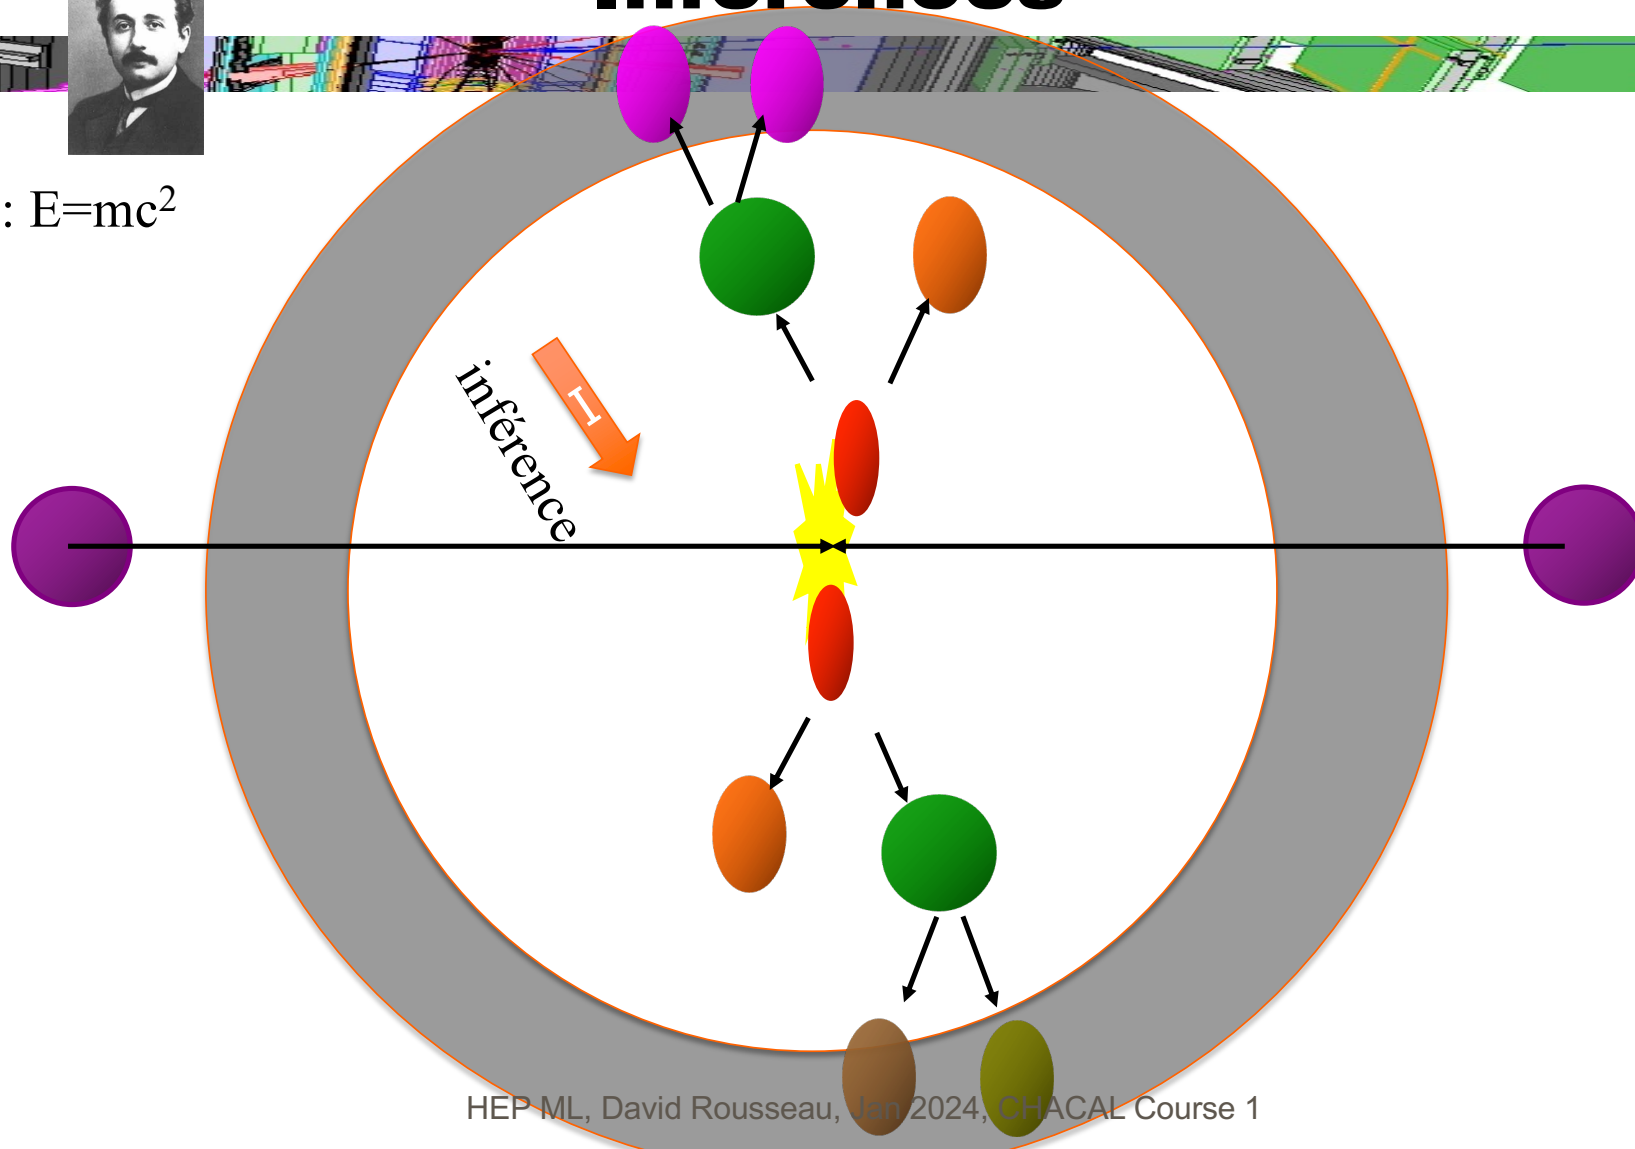 : E=mc²
I
inférence
HEP ML, David Rousseau, Jan 2024, CHACAL Course 1